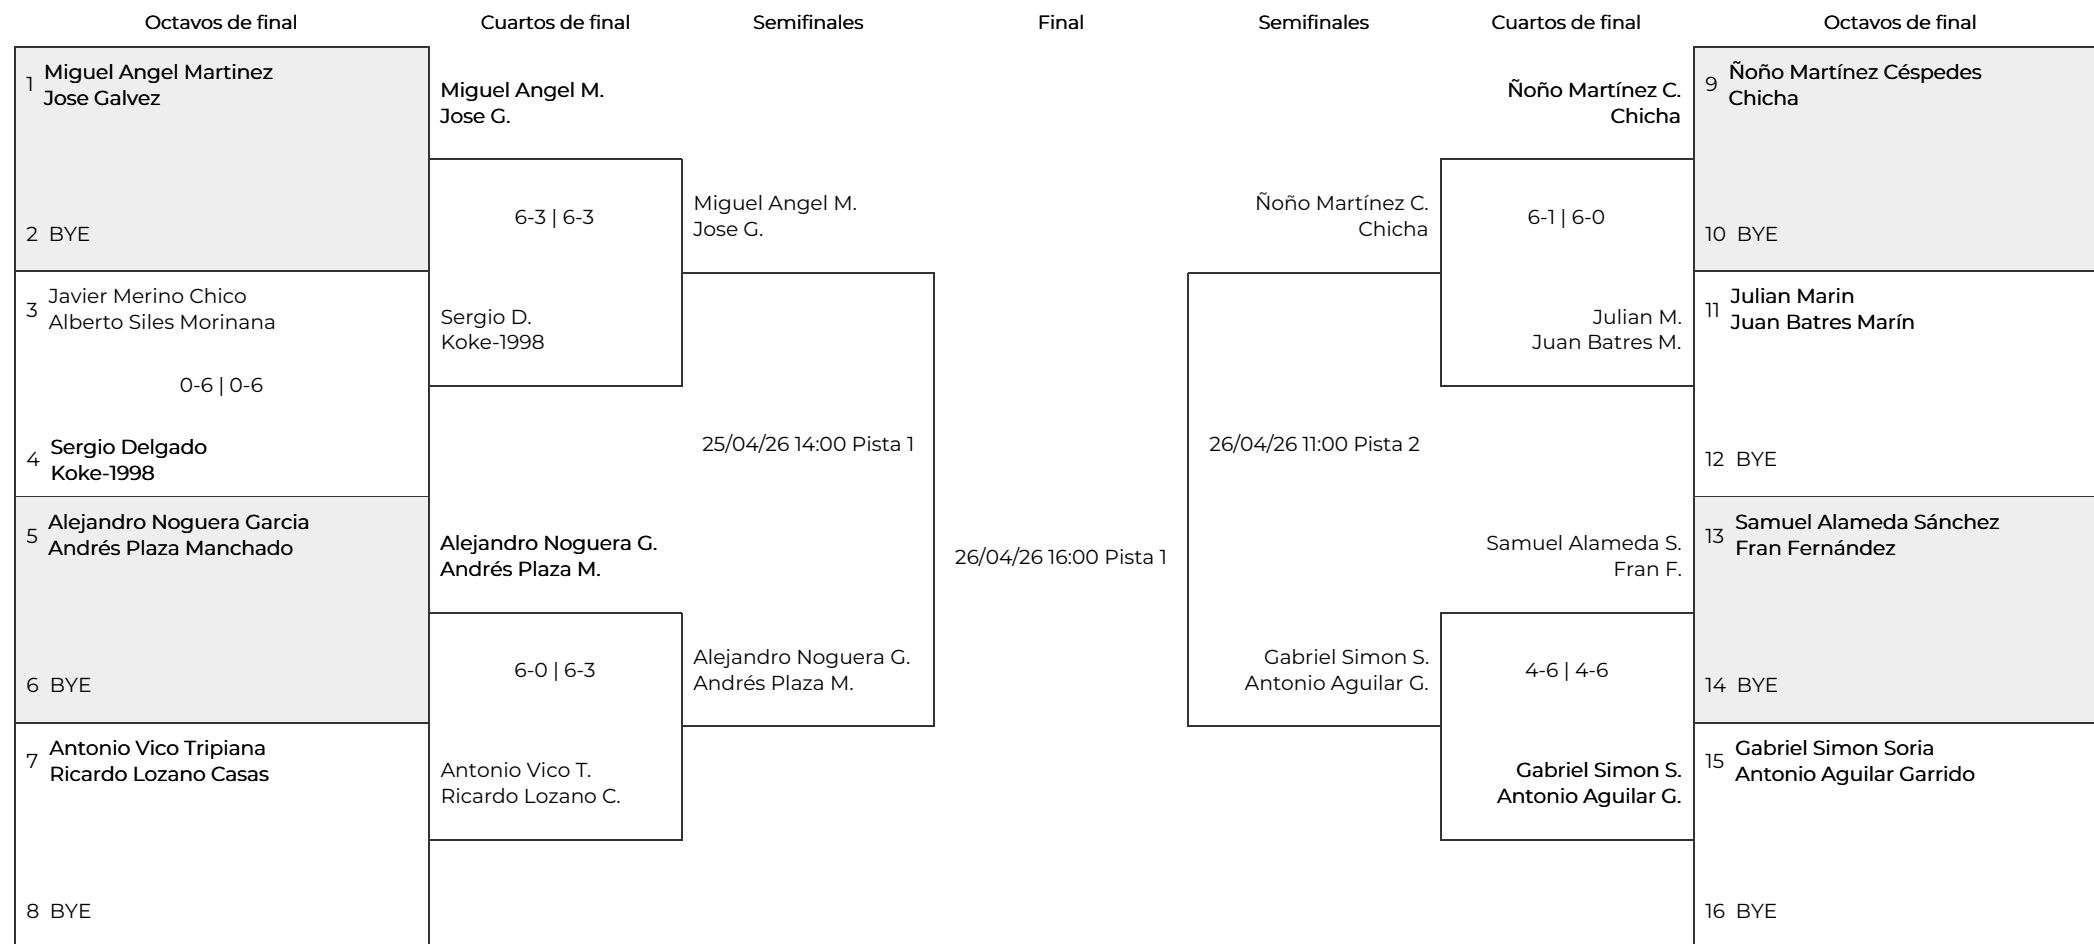 Octavos de final
Cuartos de final
Semifinales
Final
Semifinales
Cuartos de final
Octavos de final
1
Miguel Angel Martinez
Jose Galvez
2 BYE
3
Javier Merino Chico
Alberto Siles Morinana
0-6 | 0-6
4
Sergio Delgado
Koke-1998
5
Alejandro Noguera Garcia
Andrés Plaza Manchado
6 BYE
7
Antonio Vico Tripiana
Ricardo Lozano Casas
8 BYE
Miguel Angel M.
Jose G.
6-3 | 6-3
Sergio D.
Koke-1998
Alejandro Noguera G.
Andrés Plaza M.
6-0 | 6-3
Antonio Vico T.
Ricardo Lozano C.
Miguel Angel M.
Jose G.
25/04/26 14:00 Pista 1
Alejandro Noguera G.
Andrés Plaza M.
26/04/26 16:00 Pista 1
Ñoño Martínez C.
Chicha
26/04/26 11:00 Pista 2
Gabriel Simon S.
Antonio Aguilar G.
Ñoño Martínez C.
Chicha
6-1 | 6-0
Julian M.
Juan Batres M.
Samuel Alameda S.
Fran F.
4-6 | 4-6
Gabriel Simon S.
Antonio Aguilar G.
9
Ñoño Martínez Céspedes
Chicha
10 BYE
11
Julian Marin
Juan Batres Marín
12 BYE
13
Samuel Alameda Sánchez
Fran Fernández
14 BYE
15
Gabriel Simon Soria
Antonio Aguilar Garrido
16 BYE